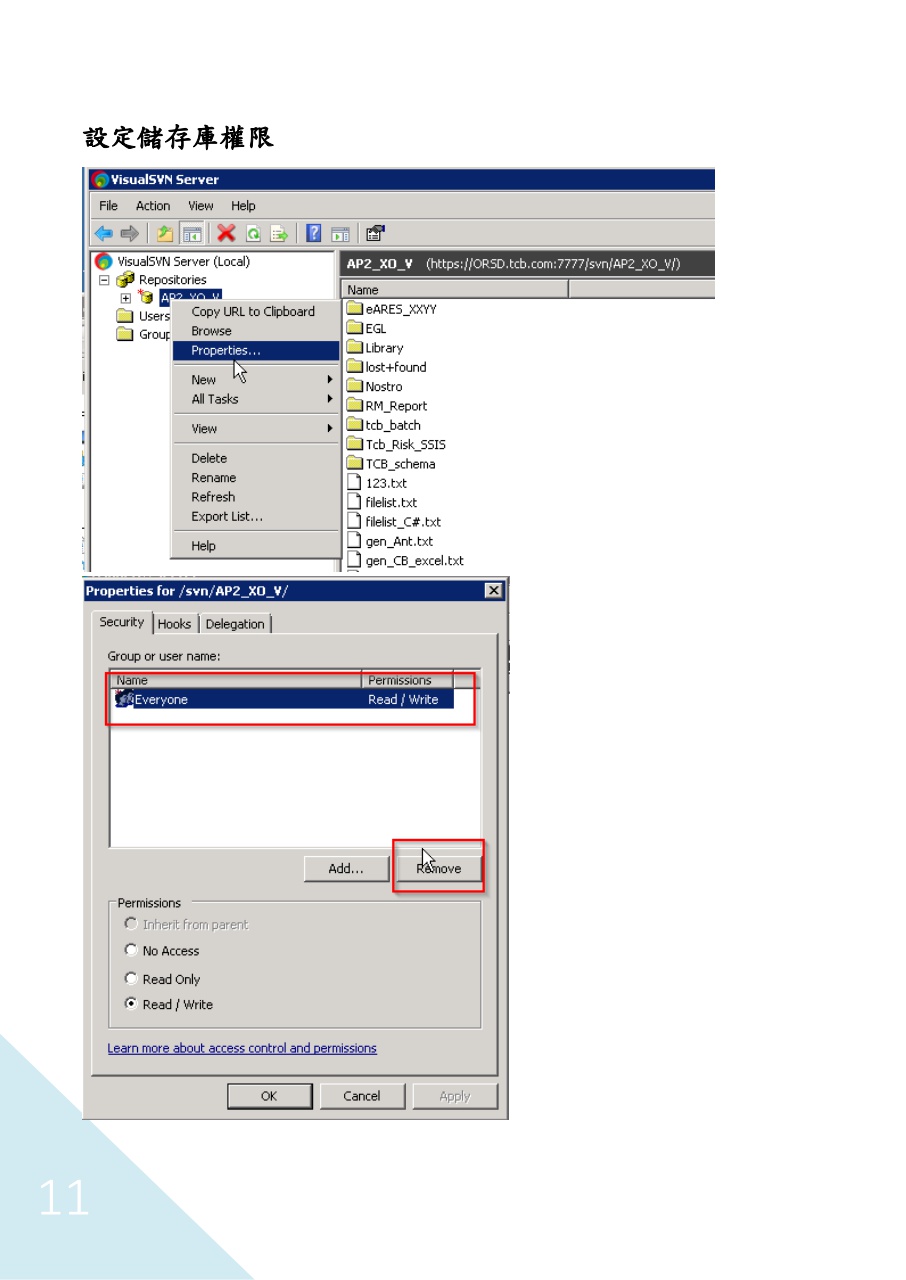 設定儲存庫權限
VisualSVN Server
File Action View Help
VisualSVN Server (Local)
Repositories
AP2_XO_V
Users
Group
AP2_XO_V (https://ORSD.tcb.com:7777/svn/AP2_XO_V/)
Name
eARES_XXYY
EGL
Library
lost+found
Nostro
RM_Report
tcb_batch
Tcb_Risk_SSIS
TCB_schema
123.txt
filelist.txt
filelist_C#.txt
gen_Ant.txt
gen_CB_excel.txt
Copy URL to Clipboard
Browse
Properties...
New
All Tasks
View
Delete
Rename
Refresh
Export List...
Help
Properties for /svn/AP2_XO_V/
Security Hooks Delegation
Group or user name:
Name Permissions
Everyone Read / Write
Add... Remove
Permissions
Inherit from parent
No Access
Read Only
Read / Write
Learn more about access control and permissions
OK Cancel Apply
11